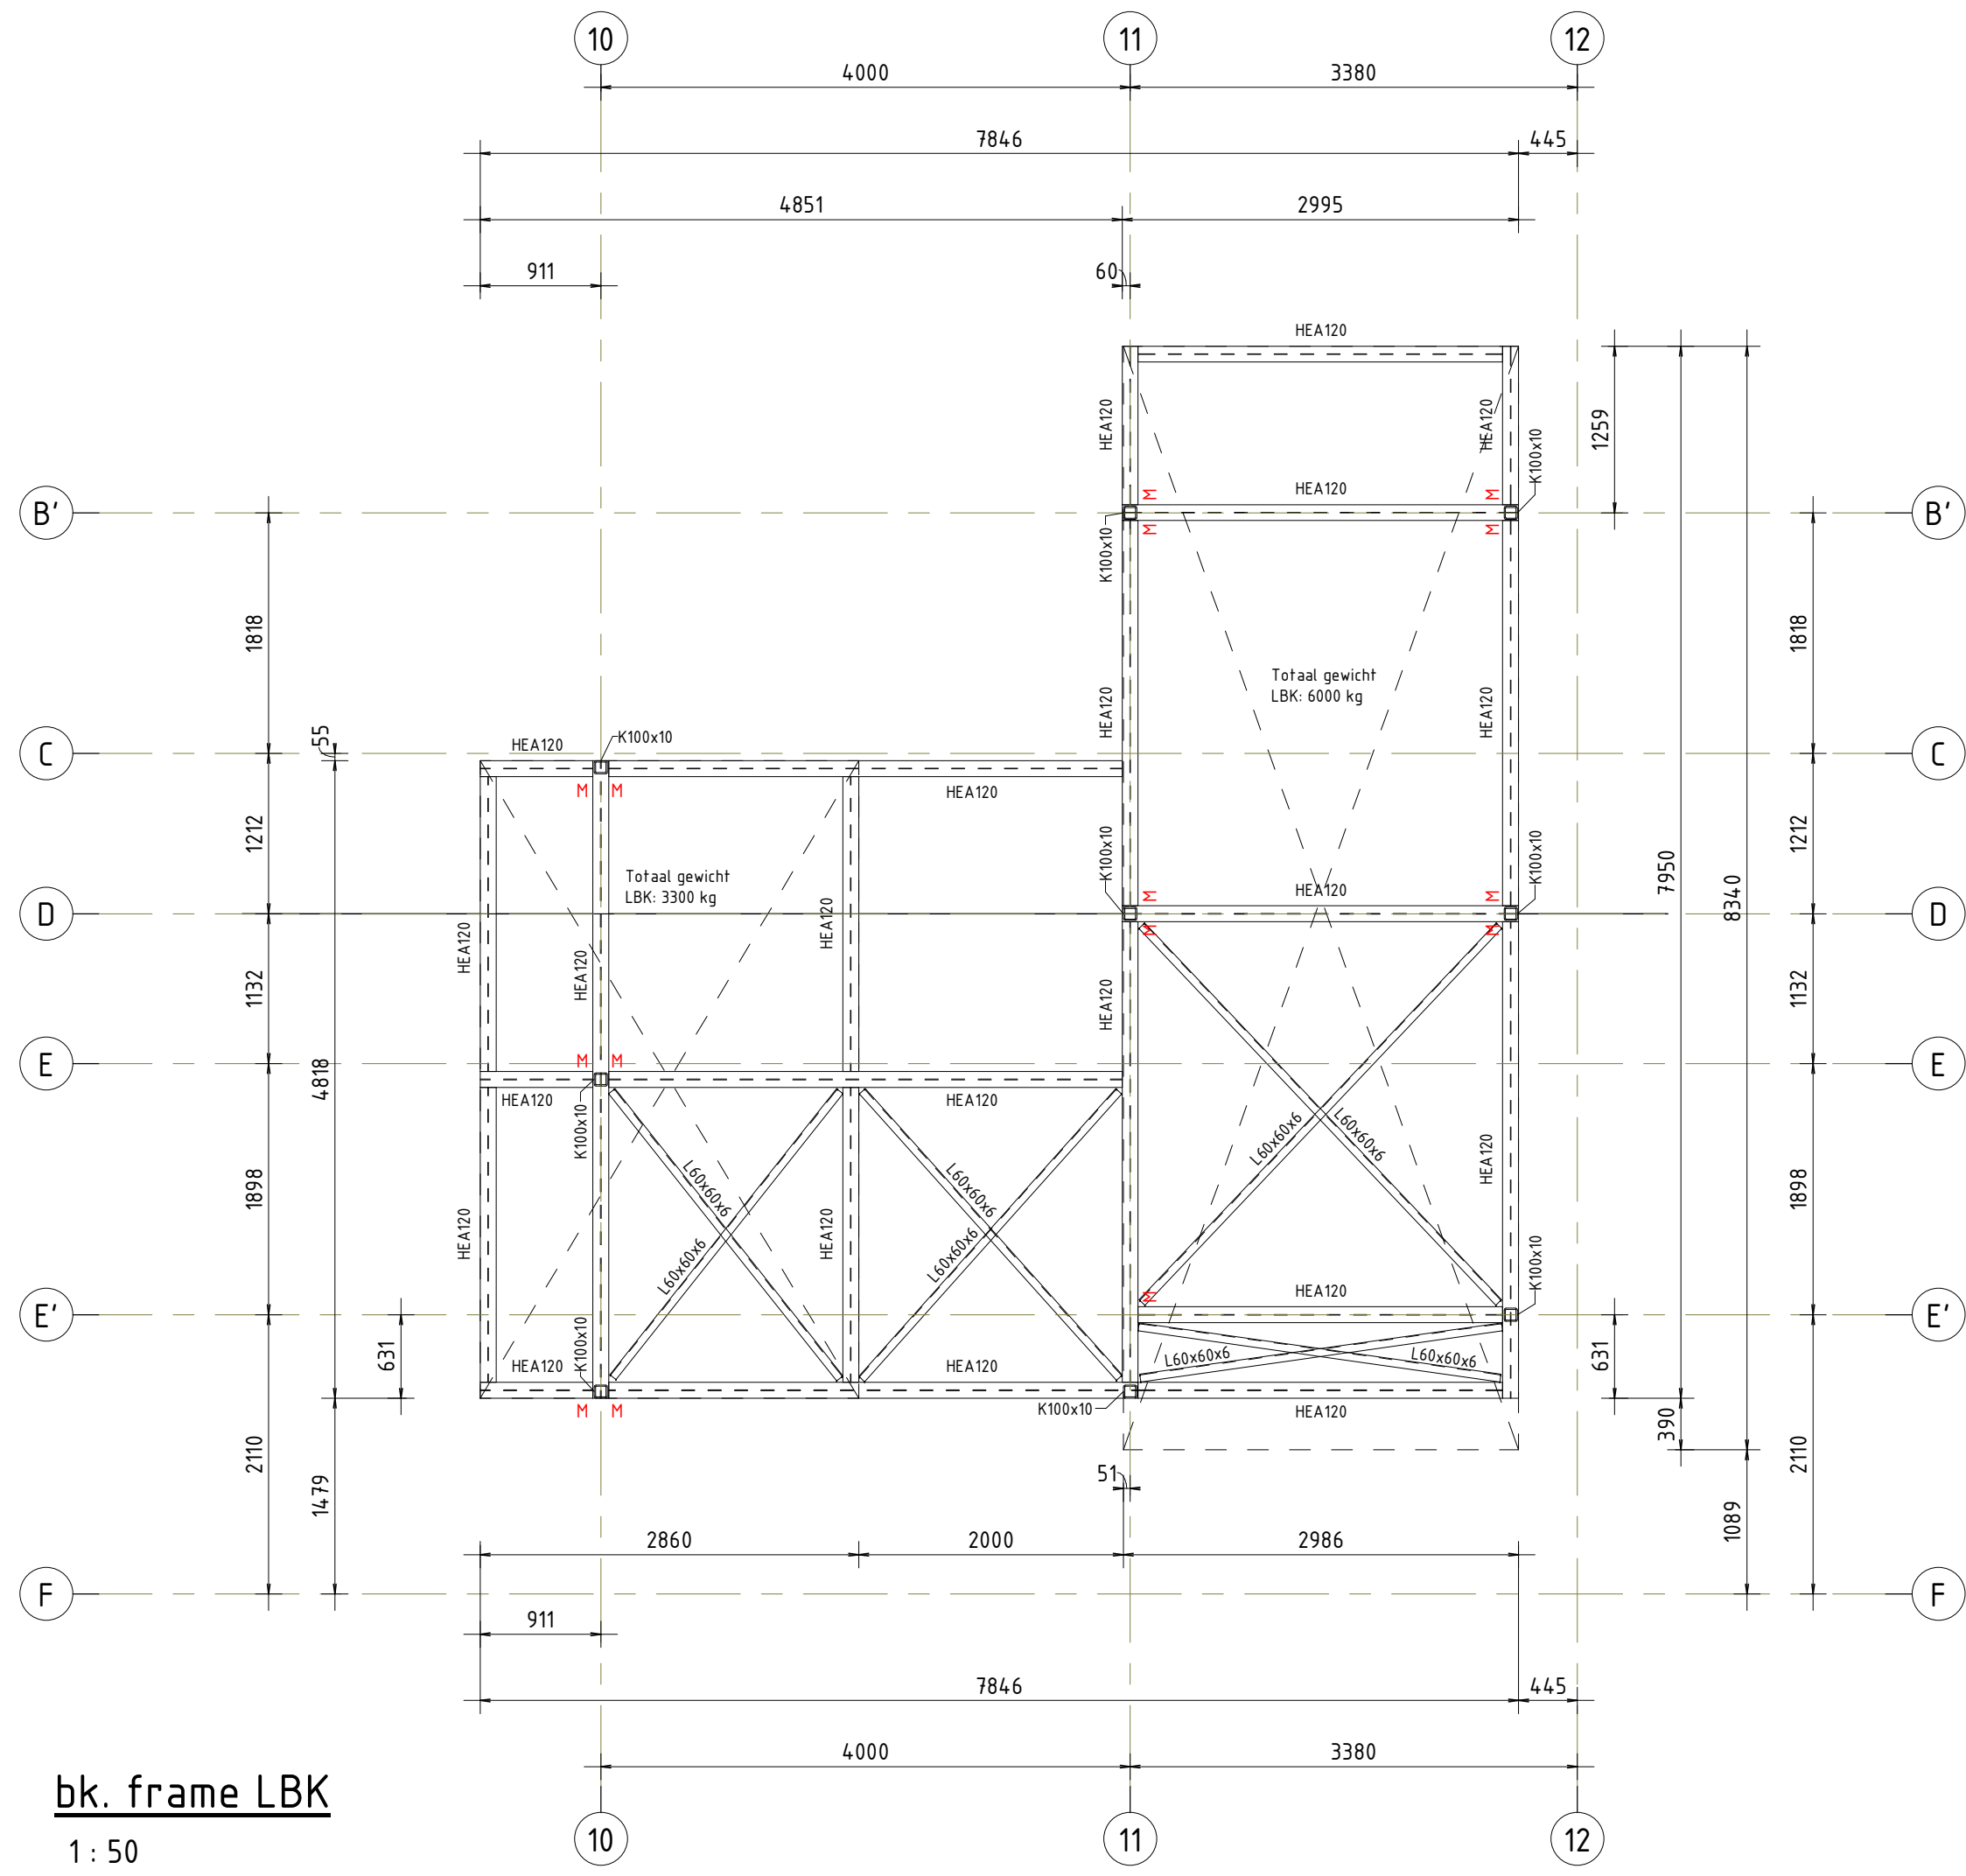 10 11 12
4000 3380
7846 445
4851 2995
911 60
HEA120
HEA120 HEA120 1259
K100x10
HEA120
M M
B' B'
M M
K100x10
1818 1818
Totaal gewicht
LBK: 6000 kg
HEA120 HEA120
55
K100x10
HEA120
C C
M M
HEA120
1212 1212
K100x10 K100x10
Totaal gewicht
LBK: 3300 kg
HEA120
M M
7950
8340
D D
M M
HEA120
HEA120
HEA120
1132 1132
HEA120
M M
E E
4818
HEA120 HEA120
K100x10
L60x60x6
L60x60x6
HEA120
L60x60x6
L60x60x6
1898 1898
HEA120
HEA120
L60x60x6
L60x60x6
K100x10
HEA120
M
E' E'
631 631
K100x10
L60x60x6
L60x60x6
HEA120 HEA120
K100x10
HEA120
M M
390
2110 2110
1479
51
1089
2860 2000 2986
F F
911
7846 445
4000 3380
bk. frame LBK
1 : 50
10 11 12